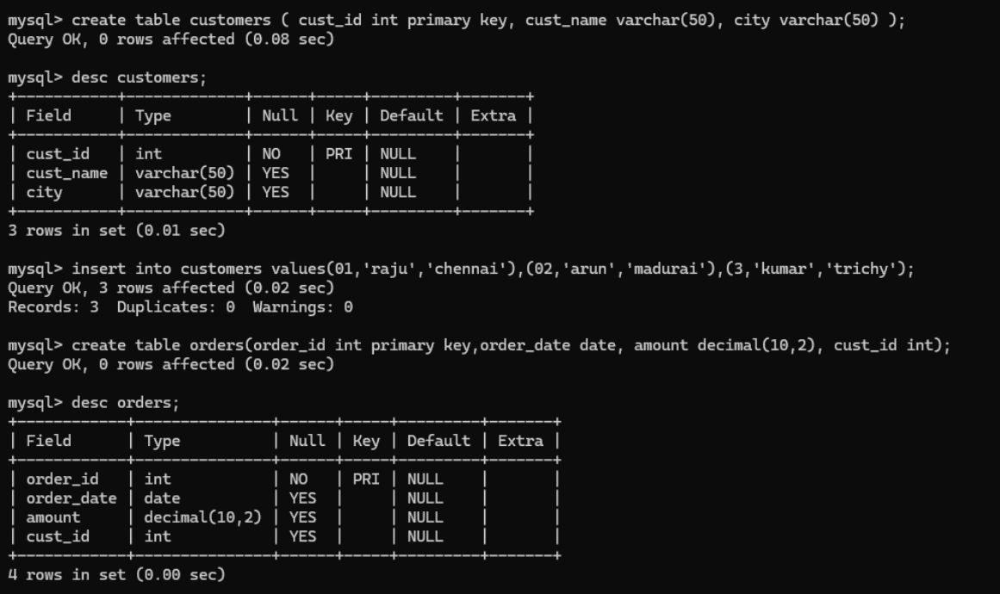 mysql> create table customers ( cust_id int primary key, cust_name varchar(50), city varchar(50) );
Query OK, 0 rows affected (0.08 sec)
mysql> desc customers;
+-----------+-------------+------+-----+---------+-------+
| Field     | Type        | Null | Key | Default | Extra |
+-----------+-------------+------+-----+---------+-------+
| cust_id   | int         | NO   | PRI | NULL    |       |
| cust_name | varchar(50) | YES  |     | NULL    |       |
| city      | varchar(50) | YES  |     | NULL    |       |
+-----------+-------------+------+-----+---------+-------+
3 rows in set (0.01 sec)
mysql> insert into customers values(01,'raju','chennai'),(02,'arun','madurai'),(3,'kumar','trichy');
Query OK, 3 rows affected (0.02 sec)
Records: 3  Duplicates: 0  Warnings: 0
mysql> create table orders(order_id int primary key,order_date date, amount decimal(10,2), cust_id int);
Query OK, 0 rows affected (0.02 sec)
mysql> desc orders;
+------------+---------------+------+-----+---------+-------+
| Field      | Type          | Null | Key | Default | Extra |
+------------+---------------+------+-----+---------+-------+
| order_id   | int           | NO   | PRI | NULL    |       |
| order_date | date          | YES  |     | NULL    |       |
| amount     | decimal(10,2) | YES  |     | NULL    |       |
| cust_id    | int           | YES  |     | NULL    |       |
+------------+---------------+------+-----+---------+-------+
4 rows in set (0.00 sec)